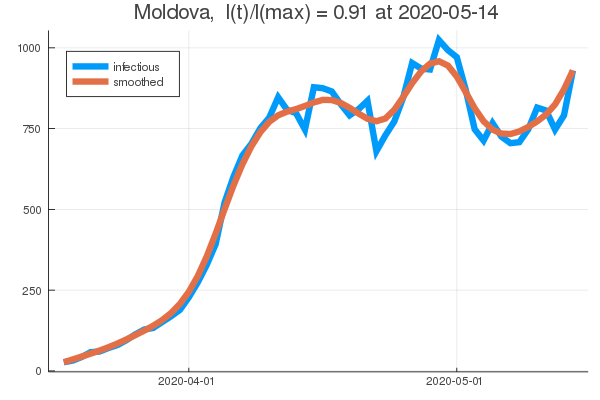 Moldova, I(t)/I(max) = 0.91 at 2020-05-14
1000
infectious
smoothed
750
500
250
0
2020-04-01
2020-05-01